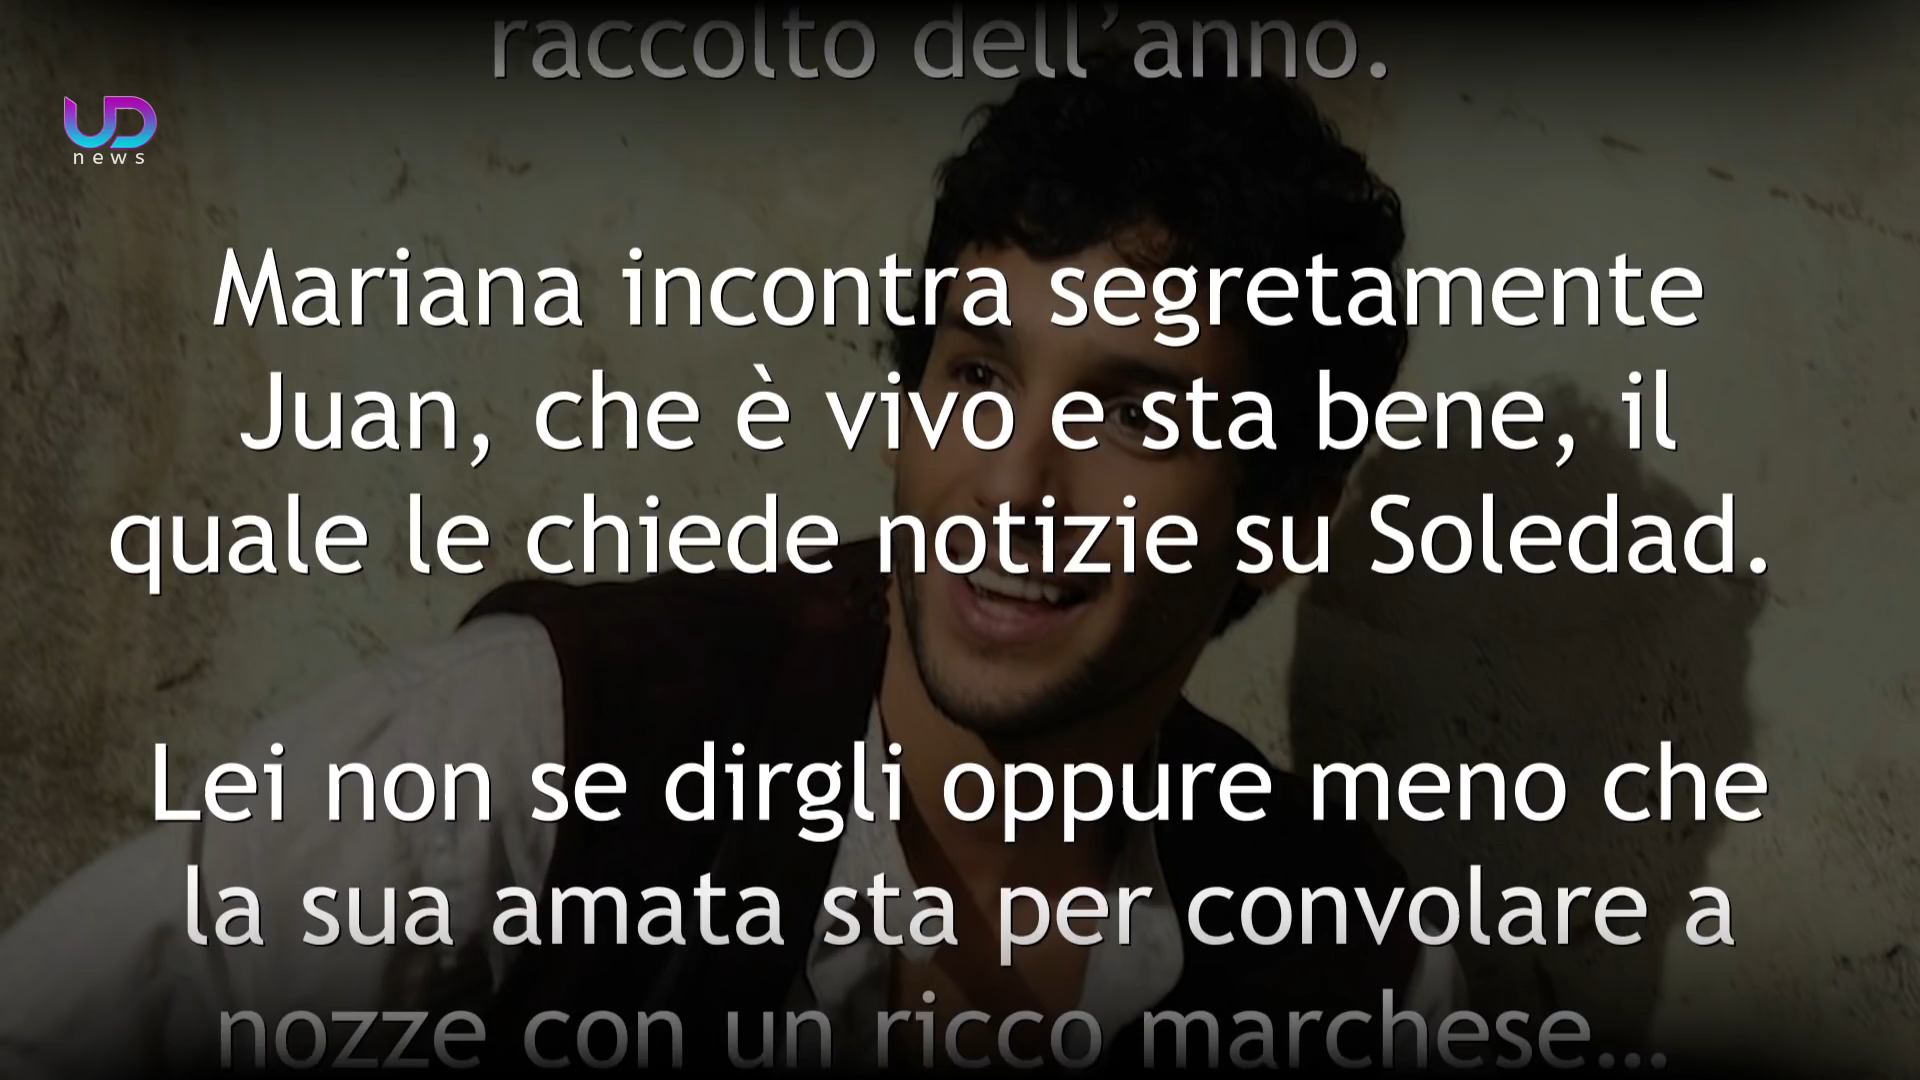 raccolto dell’anno.
UD
news
Mariana incontra segretamente
Juan, che è vivo e sta bene, il
quale le chiede notizie su Soledad.
Lei non se dirgli oppure meno che
la sua amata sta per convolare a
nozze con un ricco marchese...